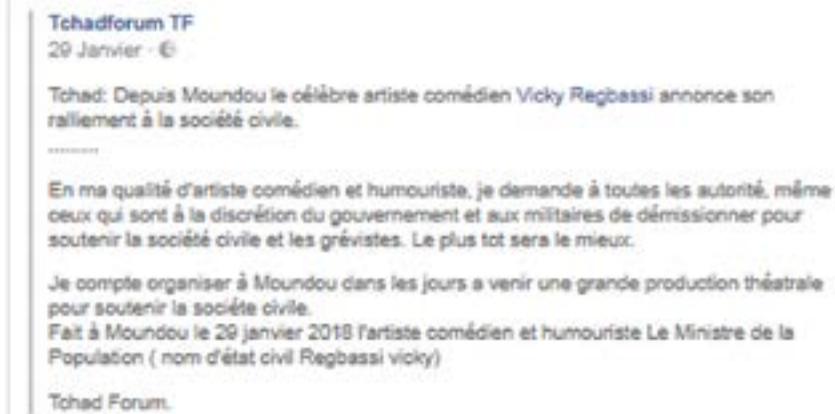 Tchadforum TF
29 Janvier ·
Tchad: Depuis Moundou le célèbre artiste comédien Vicky Regbassi annonce son
ralliement à la société civile.
.........
En ma qualité d'artiste comédien et humouriste, je demande à toutes les autorité, même
ceux qui sont à la discrétion du gouvernement et aux militaires de démissionner pour
soutenir la société civile et les grévistes. Le plus tot sera le mieux.
Je compte organiser à Moundou dans les jours a venir une grande production théatrale
pour soutenir la sociéte civile.
Fait à Moundou le 29 janvier 2018 l'artiste comédien et humouriste Le Ministre de la
Population ( nom d'état civil Regbassi vicky)
Tchad Forum.